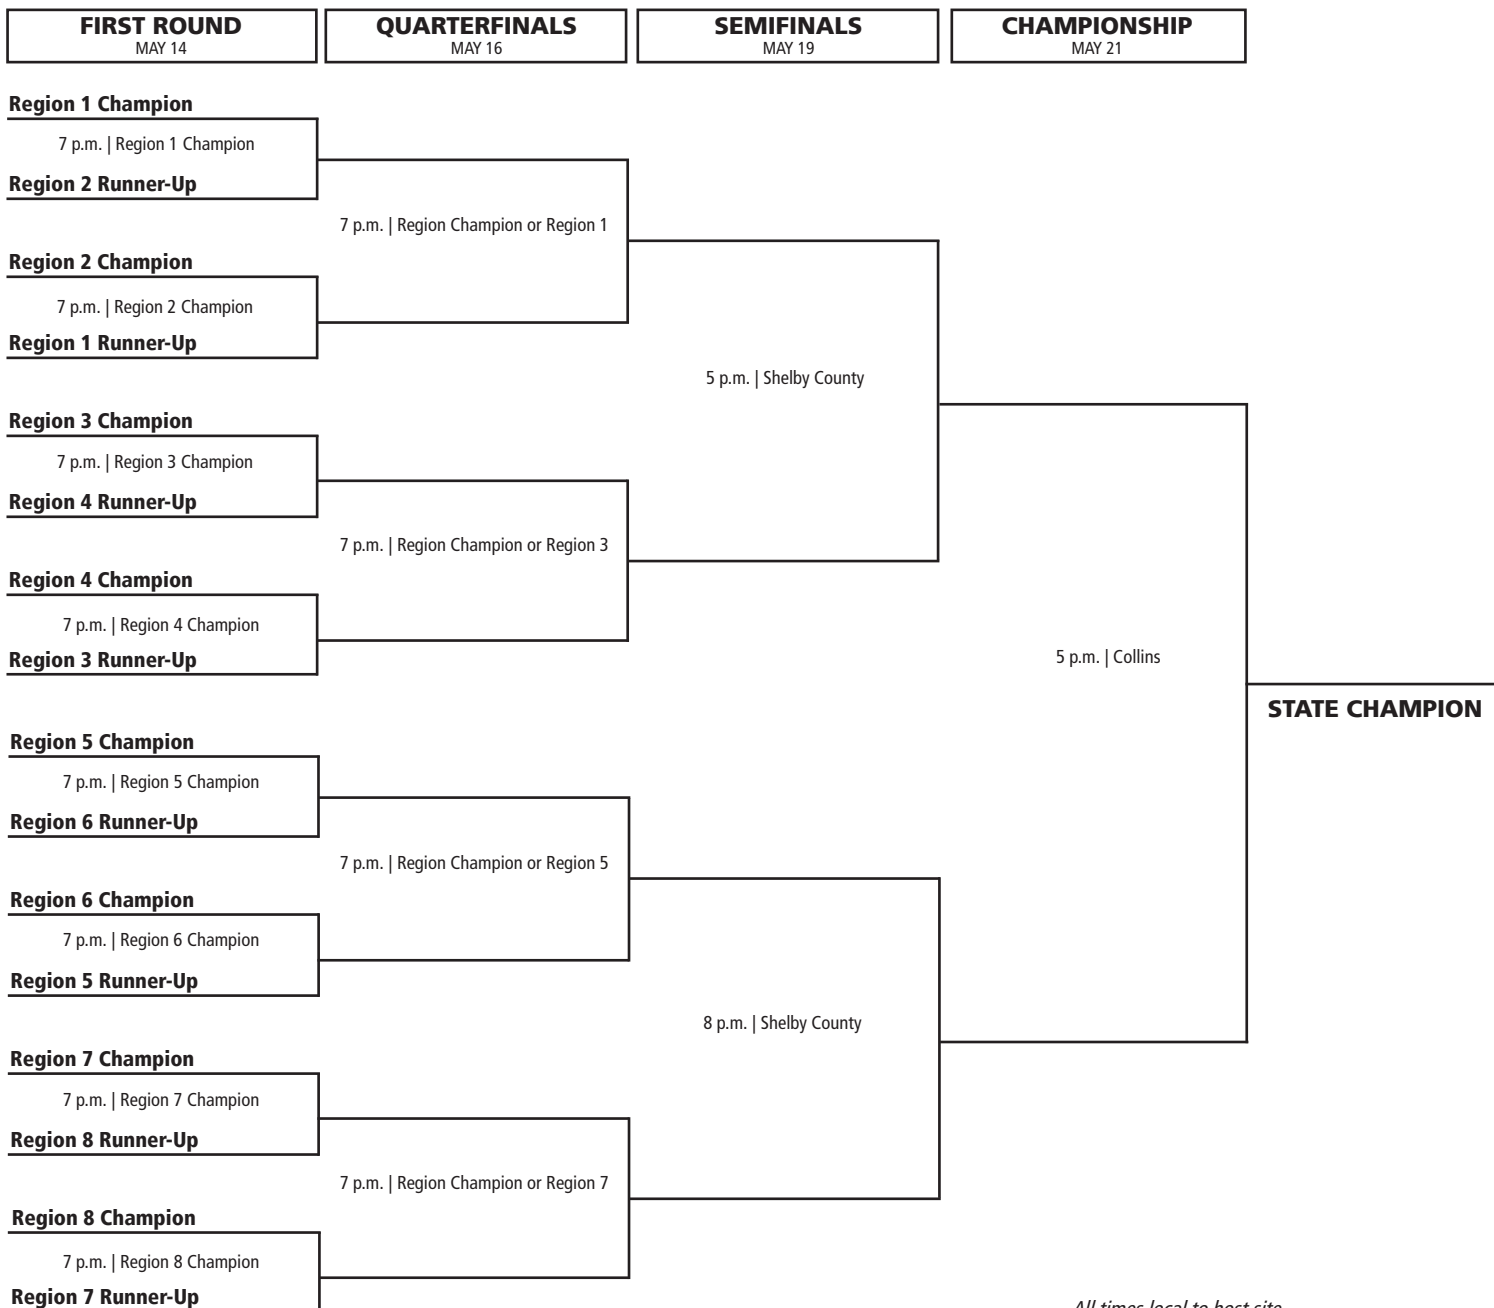 FIRST ROUND
MAY 14
QUARTERFINALS
MAY 16
SEMIFINALS
MAY 19
CHAMPIONSHIP
MAY 21
Region 1 Champion
7 p.m. | Region 1 Champion
Region 2 Runner-Up
7 p.m. | Region Champion or Region 1
Region 2 Champion
7 p.m. | Region 2 Champion
Region 1 Runner-Up
5 p.m. | Shelby County
Region 3 Champion
7 p.m. | Region 3 Champion
Region 4 Runner-Up
7 p.m. | Region Champion or Region 3
Region 4 Champion
7 p.m. | Region 4 Champion
Region 3 Runner-Up
5 p.m. | Collins
STATE CHAMPION
Region 5 Champion
7 p.m. | Region 5 Champion
Region 6 Runner-Up
7 p.m. | Region Champion or Region 5
Region 6 Champion
7 p.m. | Region 6 Champion
Region 5 Runner-Up
8 p.m. | Shelby County
Region 7 Champion
7 p.m. | Region 7 Champion
Region 8 Runner-Up
7 p.m. | Region Champion or Region 7
Region 8 Champion
7 p.m. | Region 8 Champion
Region 7 Runner-Up
All times local to host site